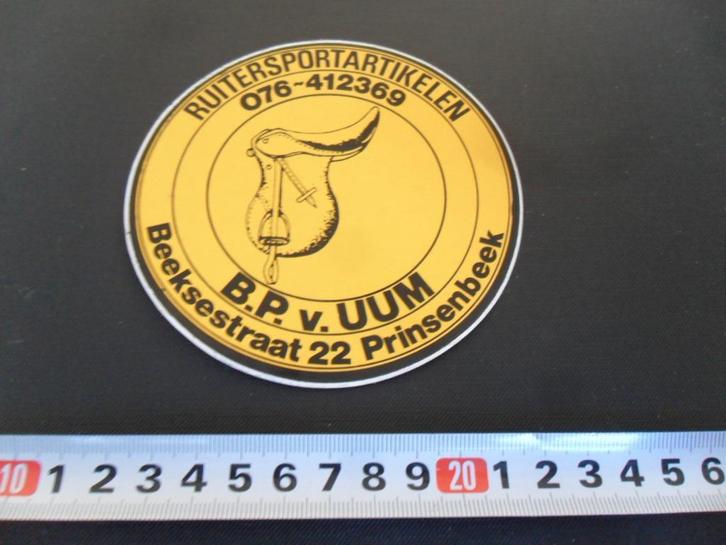 RUITERSPORTARTIKELEN
076-412369
B.P. v. UUM
Beeksestraat 22 Prinsenbeek
10 1 2 3 4 5 6 7 8 9 20 1 2 3 4 5 6